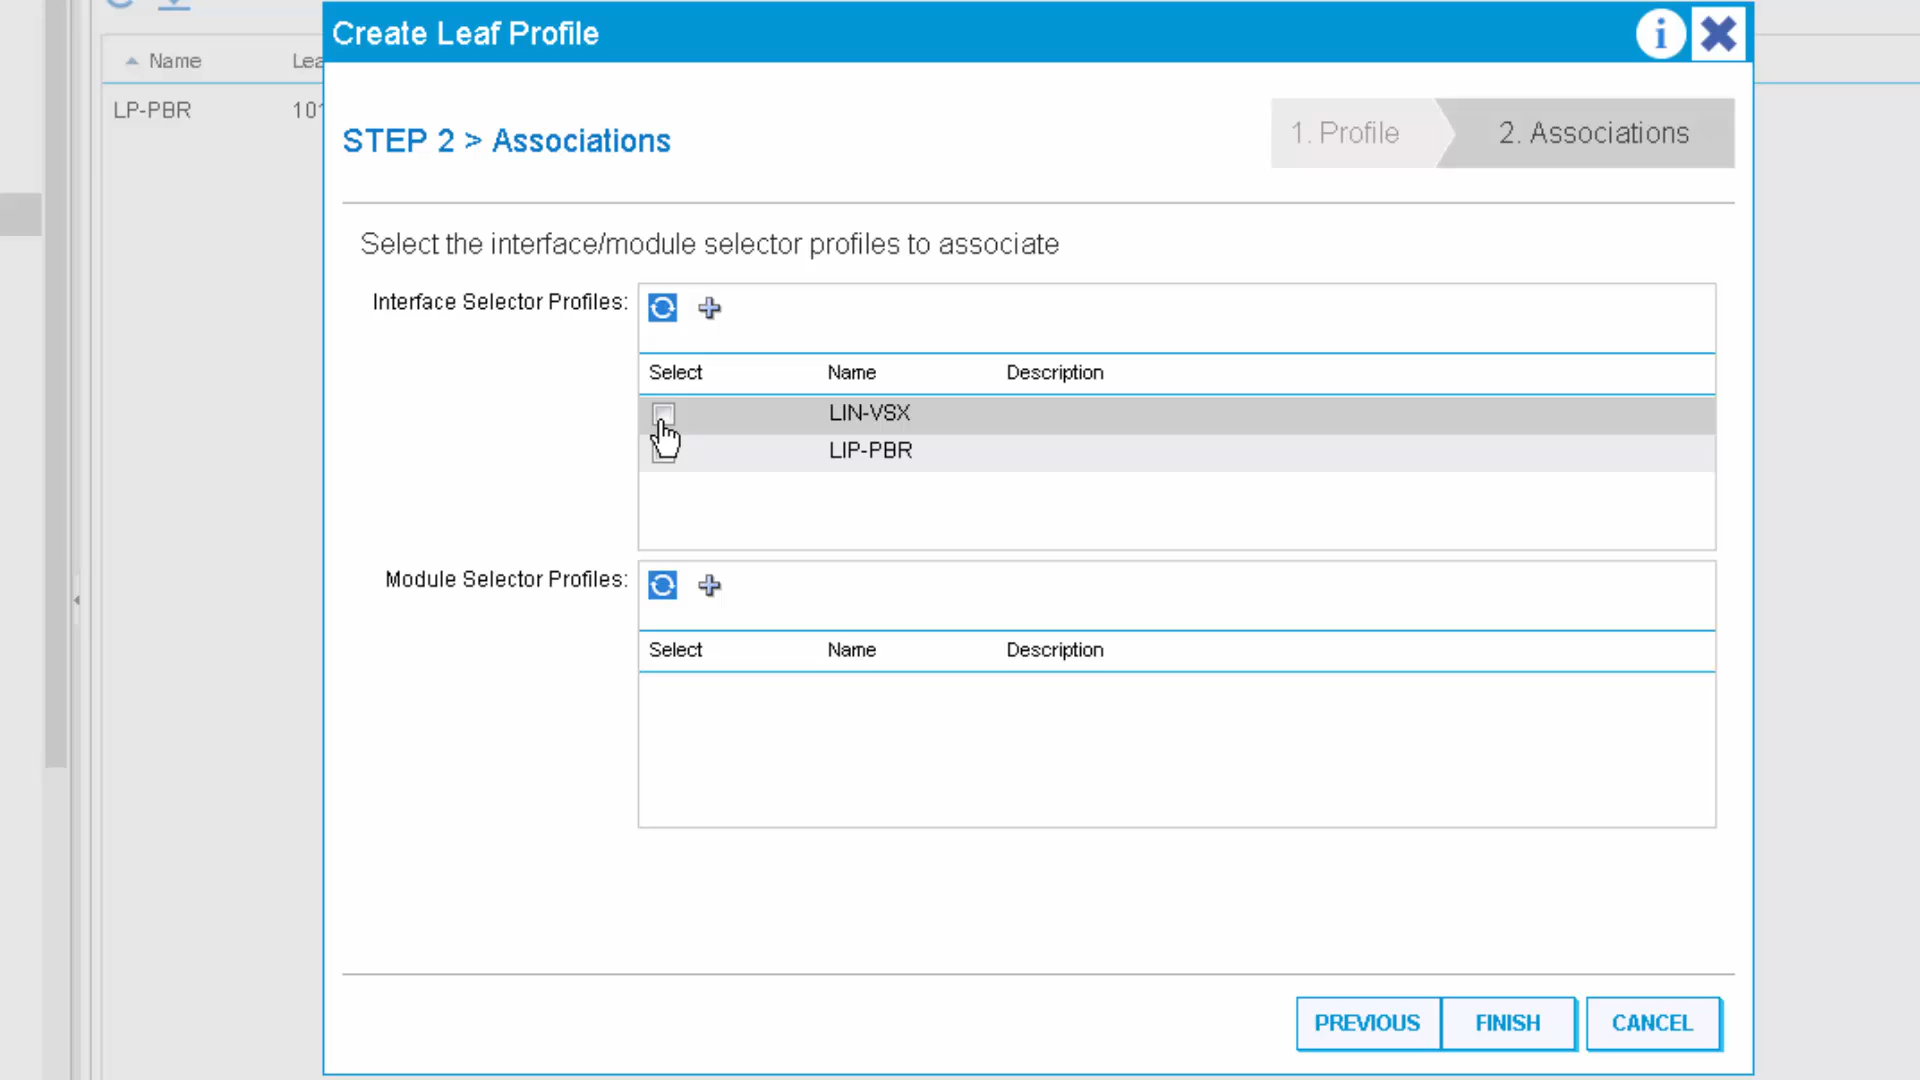 Create Leaf Profile
Name
LP-PBR
STEP 2 > Associations
1. Profile
2. Associations
Select the interface/module selector profiles to associate
Interface Selector Profiles:
Select Name Description
LIN-VSX
LIP-PBR
Module Selector Profiles:
Select Name Description
PREVIOUS
FINISH
CANCEL